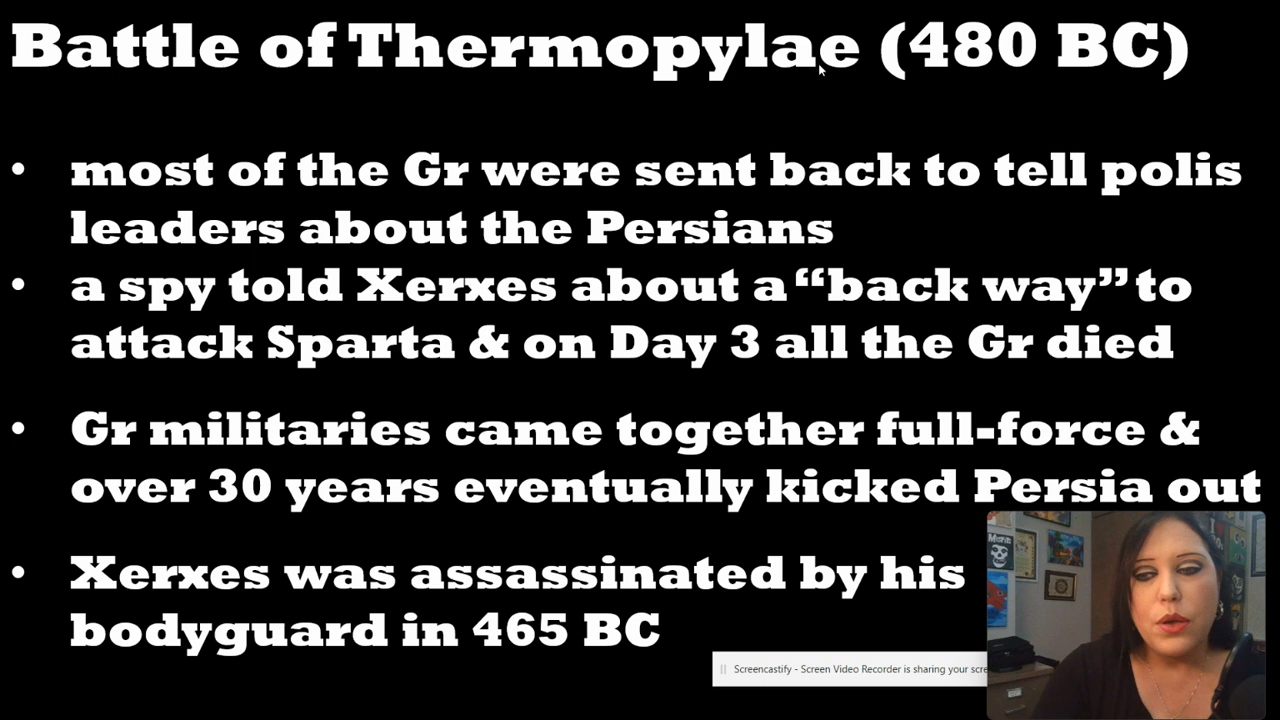 Battle of Thermopylae (480 BC)
• most of the Gr were sent back to tell polis
leaders about the Persians
• a spy told Xerxes about a “back way” to
attack Sparta & on Day 3 all the Gr died
• Gr militaries came together full-force &
over 30 years eventually kicked Persia out
• Xerxes was assassinated by his
bodyguard in 465 BC
Screencastify - Screen Video Recorder is sharing your scre
Misfits